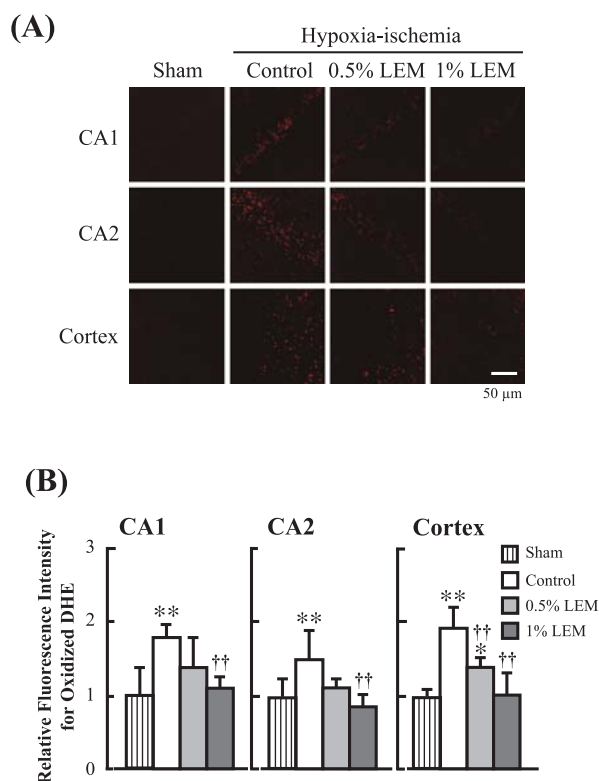 (A)
Hypoxia-ischemia
Sham Control 0.5% LEM 1% LEM
CA1
CA2
Cortex
50 µm
(B)
CA1 CA2 Cortex
Relative Fluorescence Intensity
for Oxidized DHE
3
2
1
0
**
††
**
††
**
††
*
††
Sham
Control
0.5% LEM
1% LEM